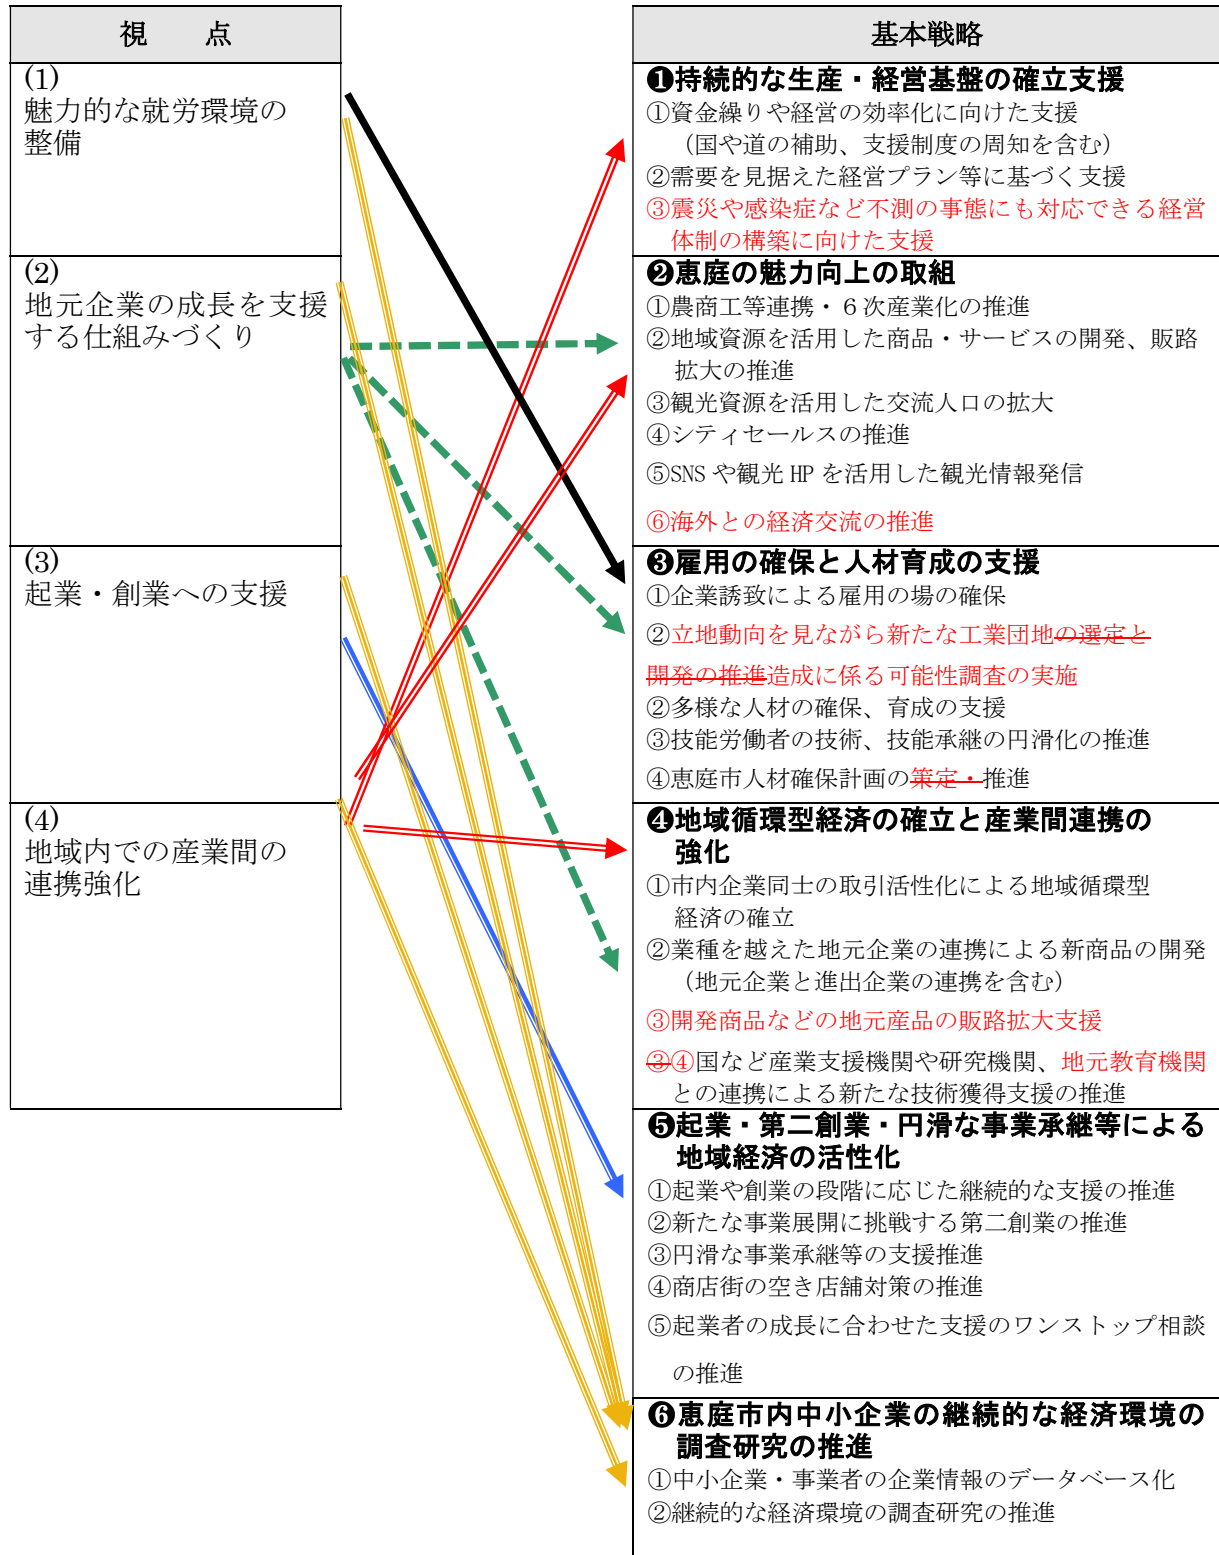 視　　点
(1)
魅力的な就労環境の
整備
(2)
地元企業の成長を支援
する仕組みづくり
(3)
起業・創業への支援
(4)
地域内での産業間の
連携強化
基本戦略
❶持続的な生産・経営基盤の確立支援
①資金繰りや経営の効率化に向けた支援
（国や道の補助、支援制度の周知を含む）
②需要を見据えた経営プラン等に基づく支援
③震災や感染症など不測の事態にも対応できる経営
体制の構築に向けた支援
❷恵庭の魅力向上の取組
①農商工等連携・６次産業化の推進
②地域資源を活用した商品・サービスの開発、販路
拡大の推進
③観光資源を活用した交流人口の拡大
④シティセールスの推進
⑤SNS や観光 HP を活用した観光情報発信
⑥海外との経済交流の推進
❸雇用の確保と人材育成の支援
①企業誘致による雇用の場の確保
②立地動向を見ながら新たな工業団地の選定と
開発の推進造成に係る可能性調査の実施
②多様な人材の確保、育成の支援
③技能労働者の技術、技能承継の円滑化の推進
④恵庭市人材確保計画の策定・推進
❹地域循環型経済の確立と産業間連携の
強化
①市内企業同士の取引活性化による地域循環型
経済の確立
②業種を越えた地元企業の連携による新商品の開発
（地元企業と進出企業の連携を含む）
③開発商品などの地元産品の販路拡大支援
③④国など産業支援機関や研究機関、地元教育機関
との連携による新たな技術獲得支援の推進
❺起業・第二創業・円滑な事業承継等による
地域経済の活性化
①起業や創業の段階に応じた継続的な支援の推進
②新たな事業展開に挑戦する第二創業の推進
③円滑な事業承継等の支援推進
④商店街の空き店舗対策の推進
⑤起業者の成長に合わせた支援のワンストップ相談
の推進
❻恵庭市内中小企業の継続的な経済環境の
調査研究の推進
①中小企業・事業者の企業情報のデータベース化
②継続的な経済環境の調査研究の推進